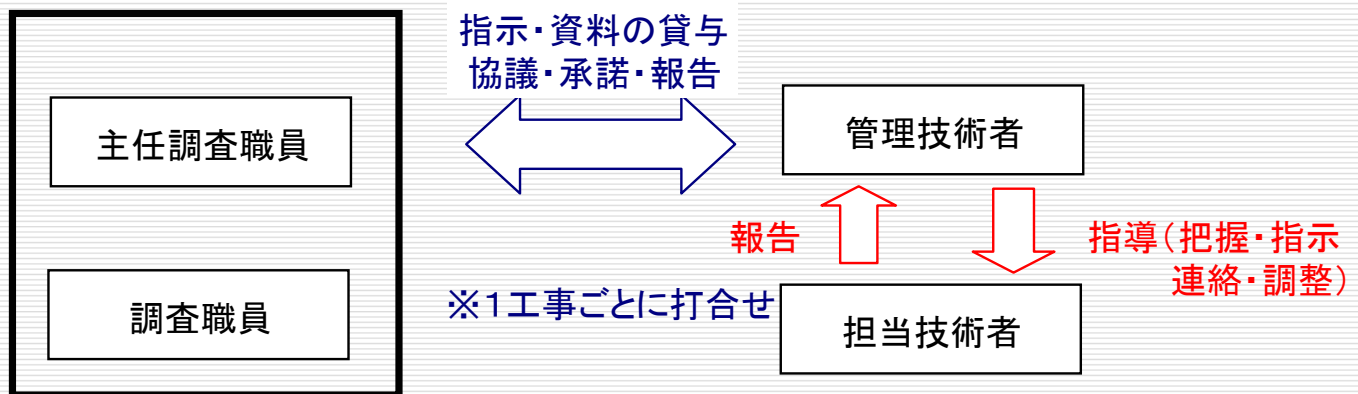 指示・資料の貸与
協議・承諾・報告
主任調査職員
管理技術者
報告
指導(把握・指示
連絡・調整)
調査職員
※1工事ごとに打合せ
担当技術者